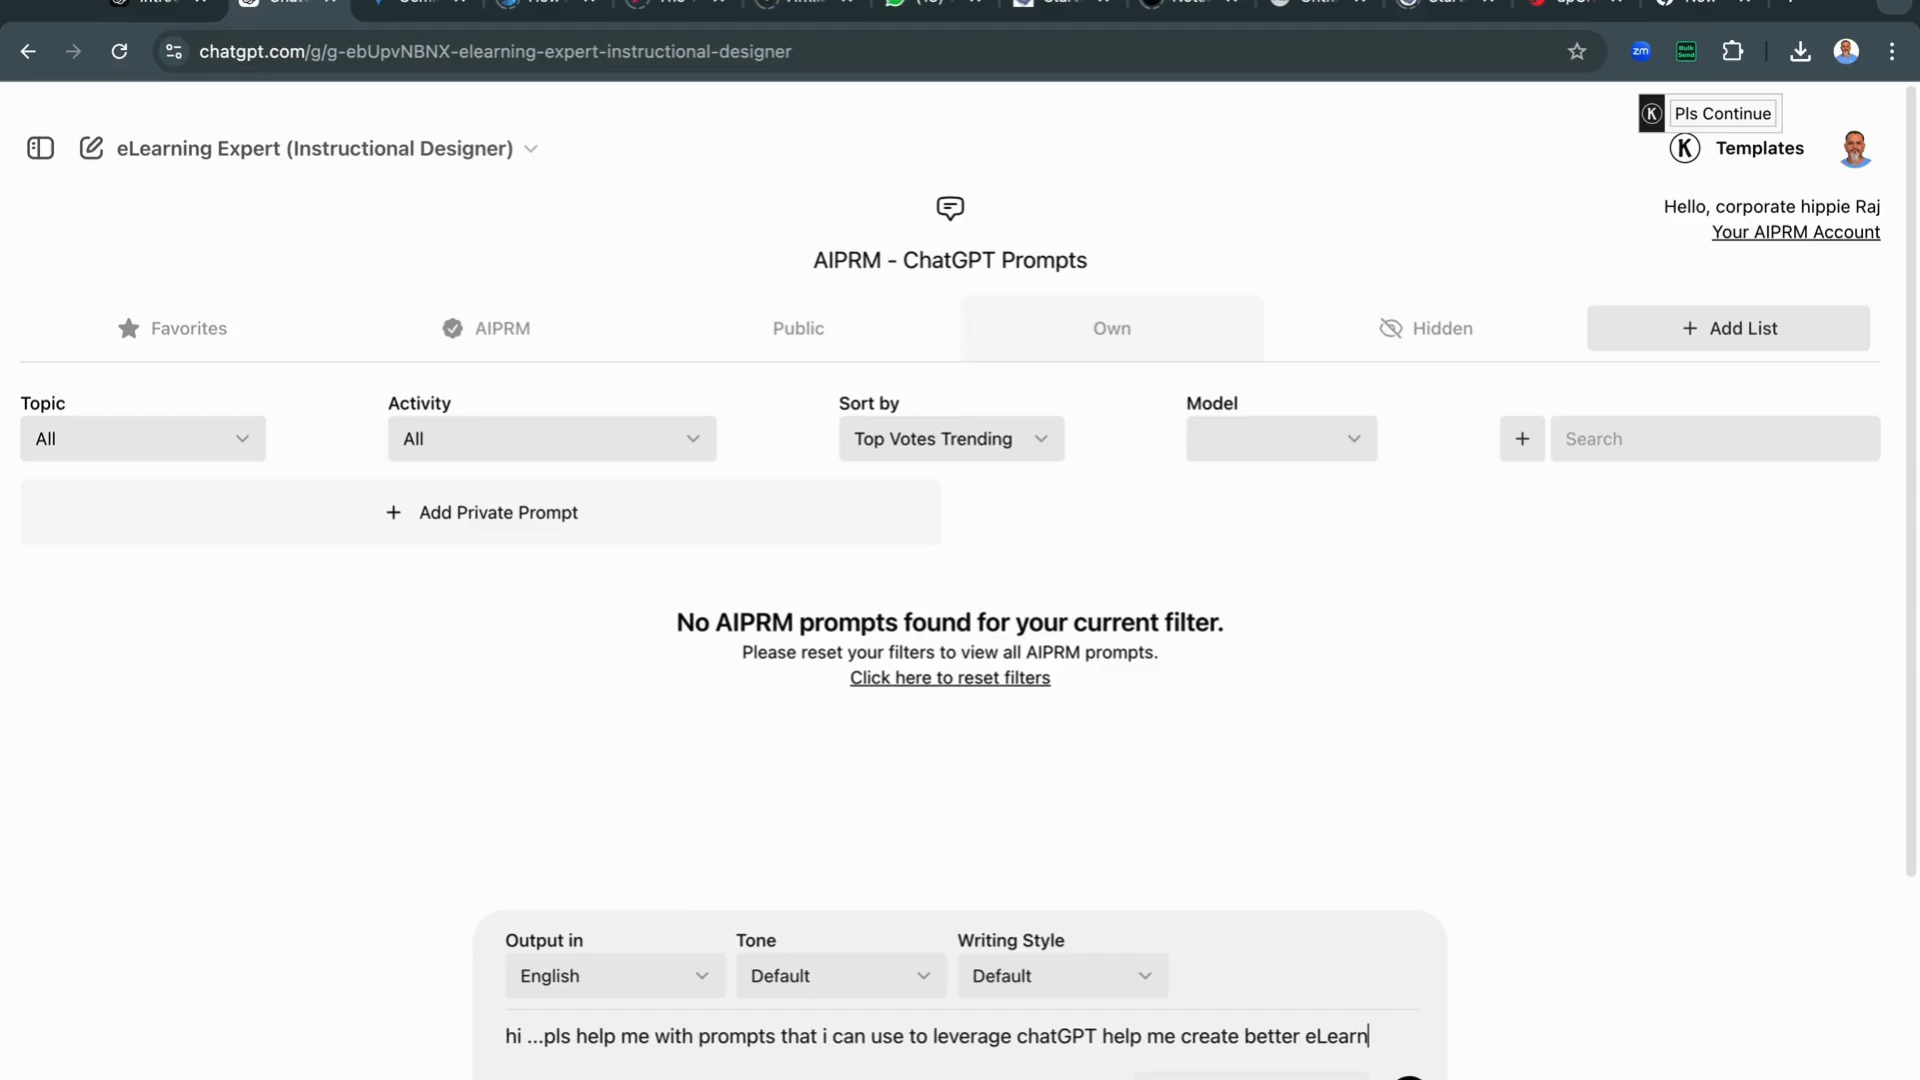 chatgpt.com/g/g-ebUpvNBNX-elearning-expert-instructional-designer
zm
Bulk Send
K Pls Continue
eLearning Expert (Instructional Designer)
K Templates
Hello, corporate hippie Raj
Your AIPRM Account
AIPRM - ChatGPT Prompts
Favorites AIPRM Public Own Hidden + Add List
Topic Activity Sort by Model
All All Top Votes Trending + Search
+ Add Private Prompt
No AIPRM prompts found for your current filter.
Please reset your filters to view all AIPRM prompts.
Click here to reset filters
Output in Tone Writing Style
English Default Default
hi ...pls help me with prompts that i can use to leverage chatGPT help me create better eLearn